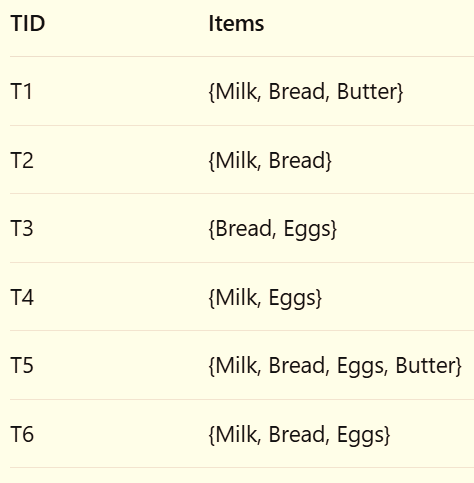 TID Items
T1 {Milk, Bread, Butter}
T2 {Milk, Bread}
T3 {Bread, Eggs}
T4 {Milk, Eggs}
T5 {Milk, Bread, Eggs, Butter}
T6 {Milk, Bread, Eggs}